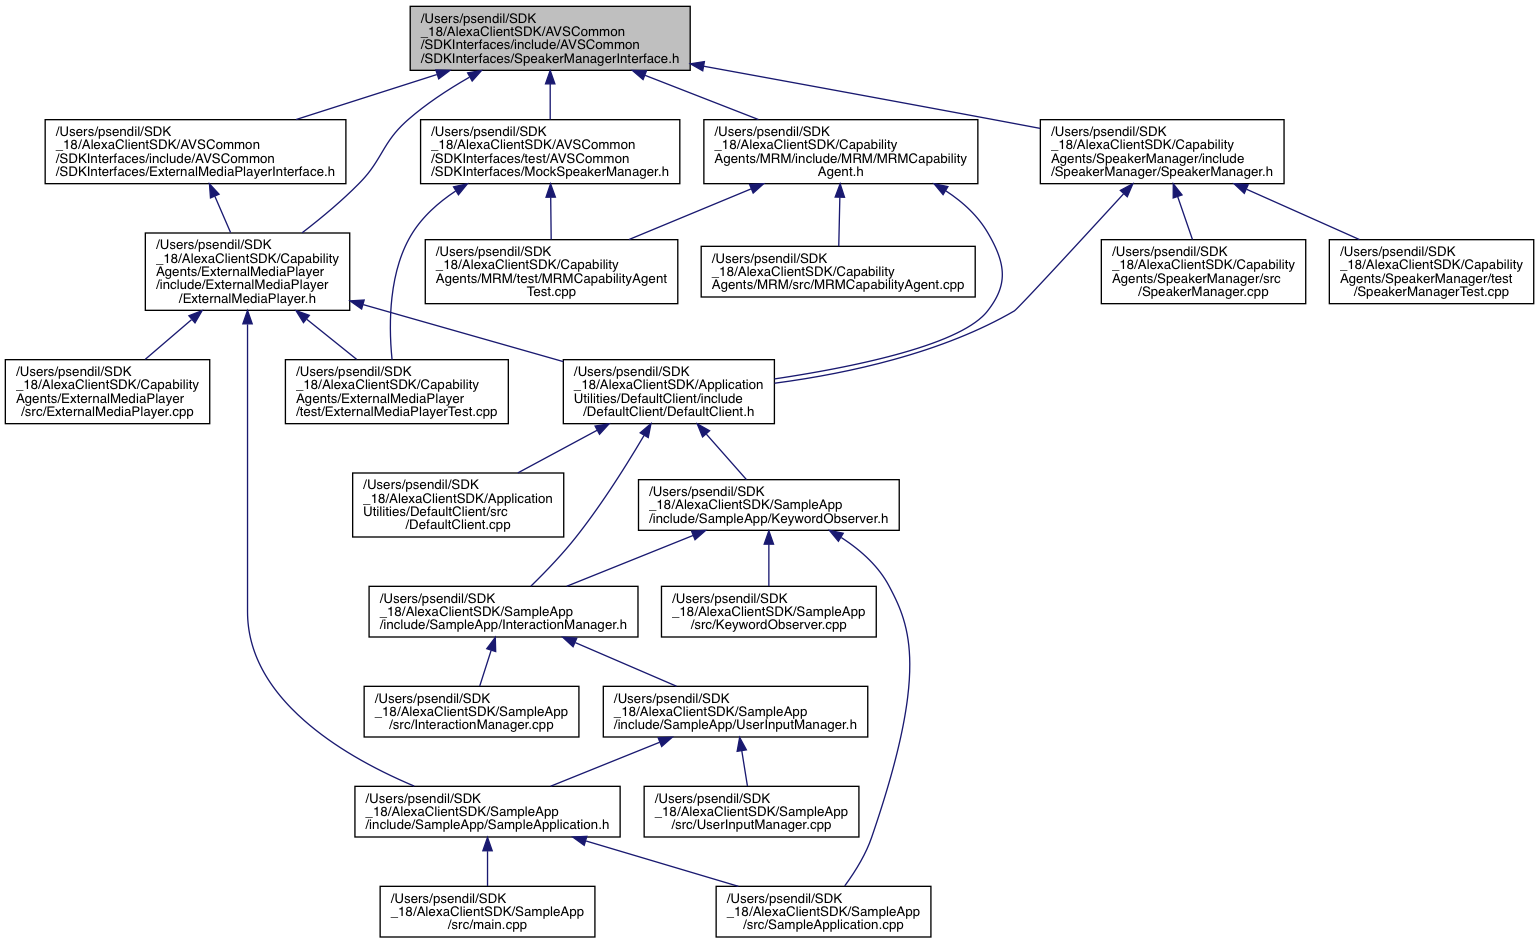 /Users/psendil/SDK
_18/AlexaClientSDK/AVSCommon
/SDKInterfaces/include/AVSCommon
/SDKInterfaces/SpeakerManagerInterface.h
/Users/psendil/SDK
_18/AlexaClientSDK/AVSCommon
/SDKInterfaces/include/AVSCommon
/SDKInterfaces/ExternalMediaPlayerInterface.h
/Users/psendil/SDK
_18/AlexaClientSDK/AVSCommon
/SDKInterfaces/test/AVSCommon
/SDKInterfaces/MockSpeakerManager.h
/Users/psendil/SDK
_18/AlexaClientSDK/Capability
Agents/MRM/include/MRM/MRMCapability
Agent.h
/Users/psendil/SDK
_18/AlexaClientSDK/Capability
Agents/SpeakerManager/include
/SpeakerManager/SpeakerManager.h
/Users/psendil/SDK
_18/AlexaClientSDK/Capability
Agents/ExternalMediaPlayer
/include/ExternalMediaPlayer
/ExternalMediaPlayer.h
/Users/psendil/SDK
_18/AlexaClientSDK/Capability
Agents/MRM/test/MRMCapabilityAgent
Test.cpp
/Users/psendil/SDK
_18/AlexaClientSDK/Capability
Agents/MRM/src/MRMCapabilityAgent.cpp
/Users/psendil/SDK
_18/AlexaClientSDK/Capability
Agents/SpeakerManager/src
/SpeakerManager.cpp
/Users/psendil/SDK
_18/AlexaClientSDK/Capability
Agents/SpeakerManager/test
/SpeakerManagerTest.cpp
/Users/psendil/SDK
_18/AlexaClientSDK/Capability
Agents/ExternalMediaPlayer
/src/ExternalMediaPlayer.cpp
/Users/psendil/SDK
_18/AlexaClientSDK/Capability
Agents/ExternalMediaPlayer
/test/ExternalMediaPlayerTest.cpp
/Users/psendil/SDK
_18/AlexaClientSDK/Application
Utilities/DefaultClient/include
/DefaultClient/DefaultClient.h
/Users/psendil/SDK
_18/AlexaClientSDK/Application
Utilities/DefaultClient/src
/DefaultClient.cpp
/Users/psendil/SDK
_18/AlexaClientSDK/SampleApp
/include/SampleApp/KeywordObserver.h
/Users/psendil/SDK
_18/AlexaClientSDK/SampleApp
/include/SampleApp/InteractionManager.h
/Users/psendil/SDK
_18/AlexaClientSDK/SampleApp
/src/KeywordObserver.cpp
/Users/psendil/SDK
_18/AlexaClientSDK/SampleApp
/src/InteractionManager.cpp
/Users/psendil/SDK
_18/AlexaClientSDK/SampleApp
/include/SampleApp/UserInputManager.h
/Users/psendil/SDK
_18/AlexaClientSDK/SampleApp
/include/SampleApp/SampleApplication.h
/Users/psendil/SDK
_18/AlexaClientSDK/SampleApp
/src/UserInputManager.cpp
/Users/psendil/SDK
_18/AlexaClientSDK/SampleApp
/src/main.cpp
/Users/psendil/SDK
_18/AlexaClientSDK/SampleApp
/src/SampleApplication.cpp